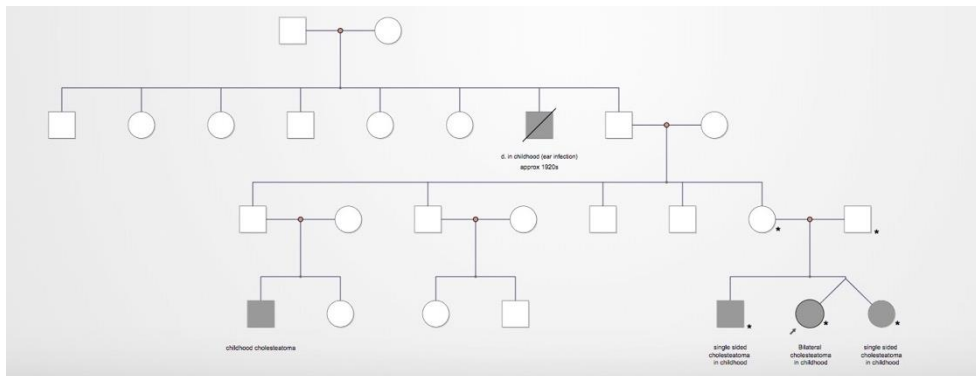 d. in childhood (ear infection)
approx 1920s
*
*
childhood cholesteatoma
*
*
*
single sided
cholesteatoma
in childhood
Bilateral
cholesteatoma
in childhood
single sided
cholesteatoma
in childhood